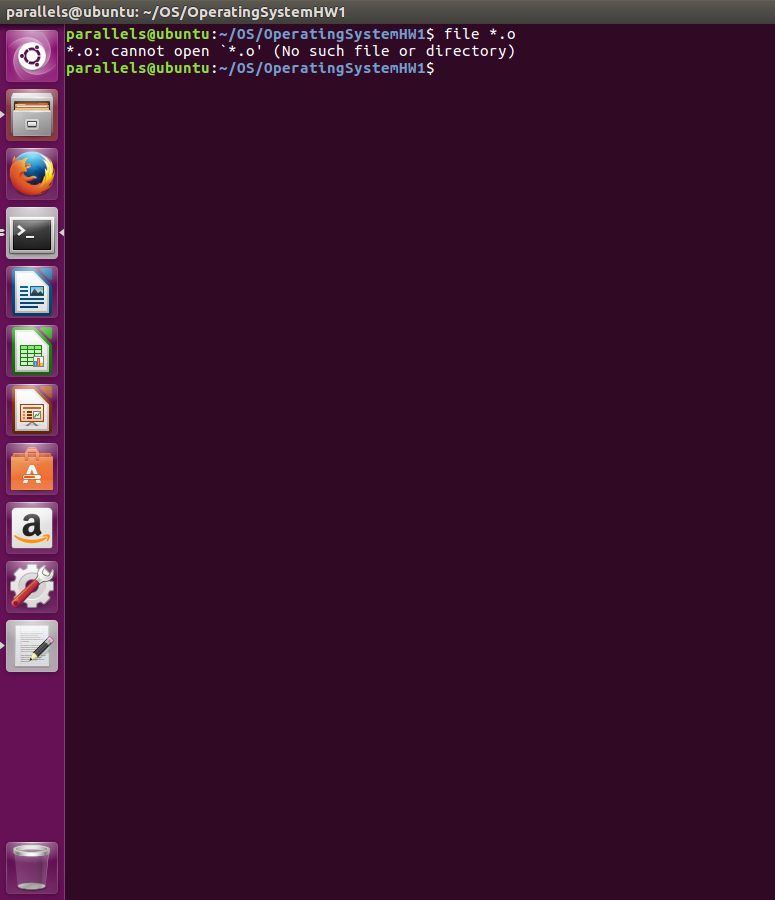 parallels@ubuntu: ~/OS/OperatingSystemHW1
parallels@ubuntu:~/OS/OperatingSystemHW1$ file *.o
*.o: cannot open `*.o' (No such file or directory)
parallels@ubuntu:~/OS/OperatingSystemHW1$